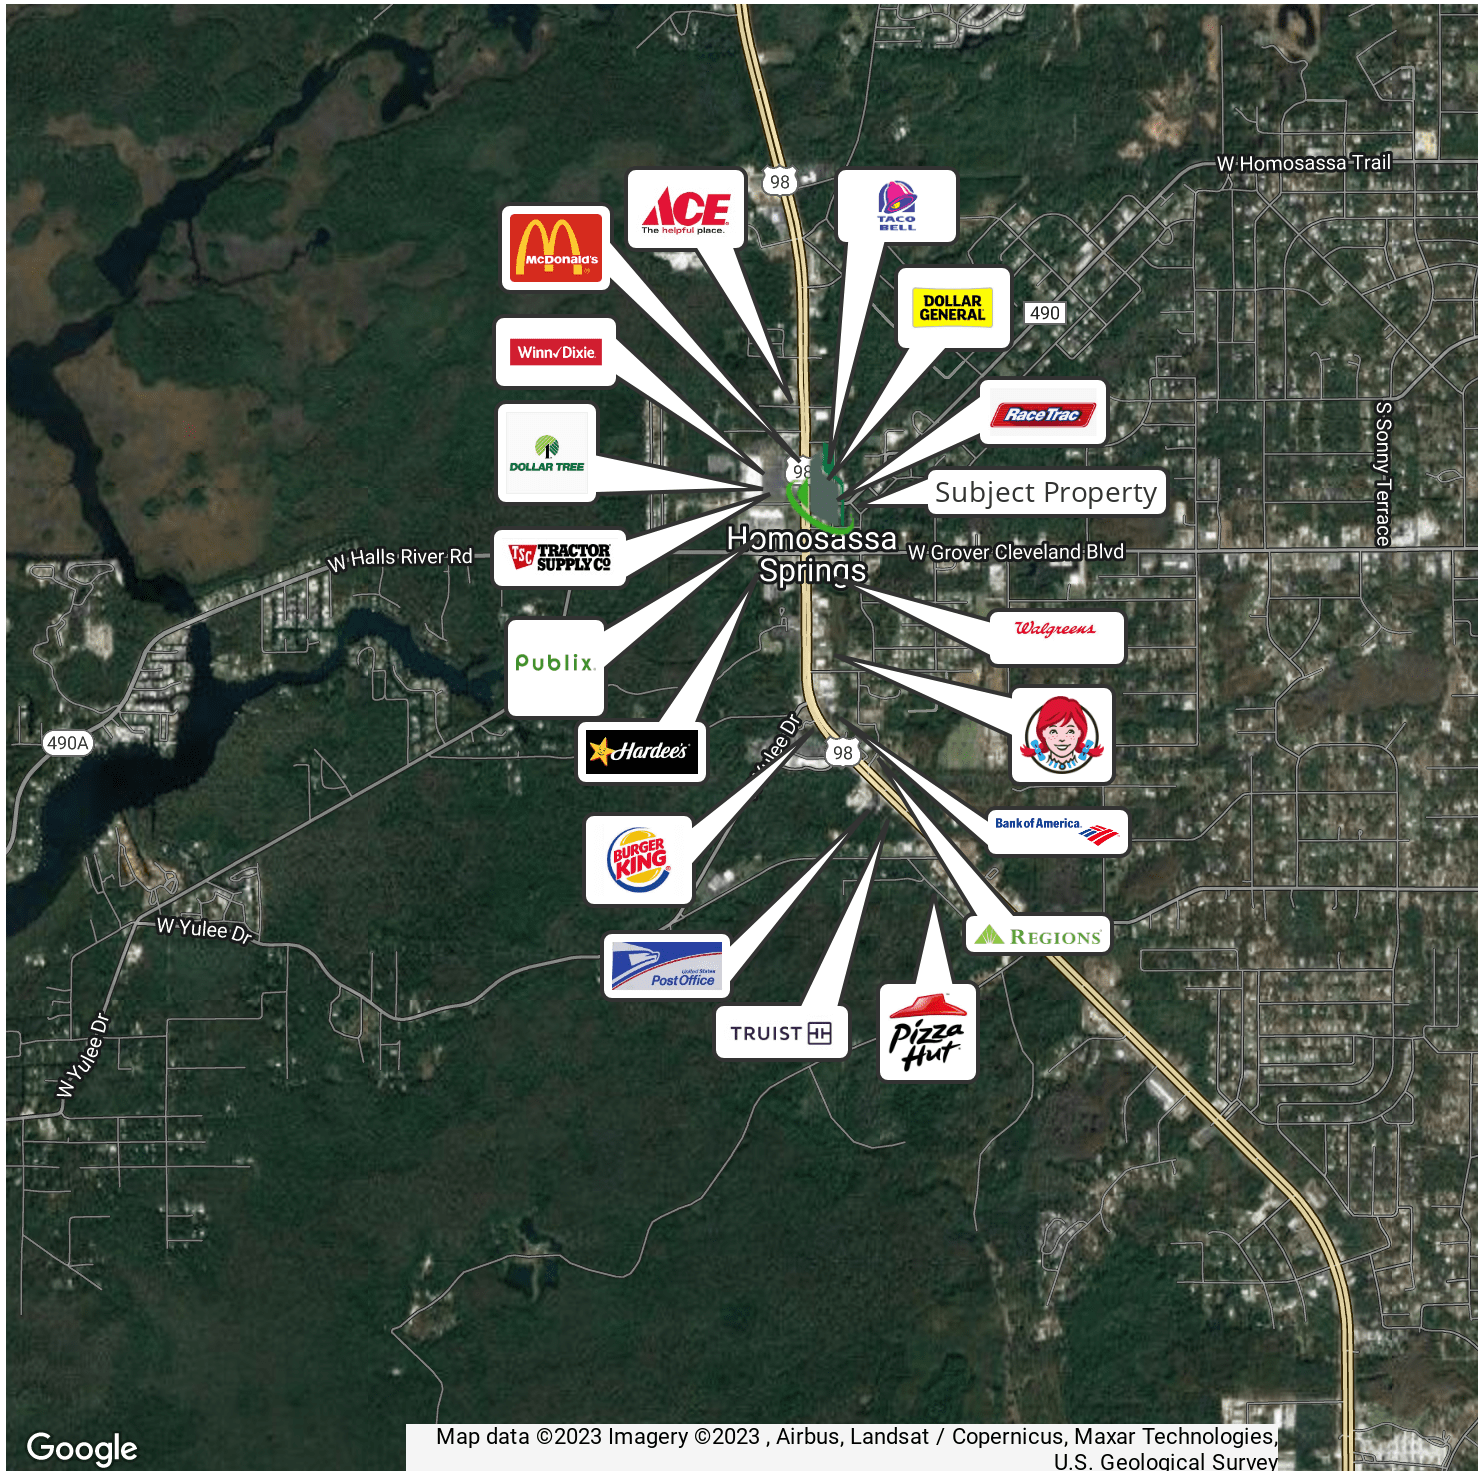 W Homosassa Trail
98
ACE
The helpful place.
TACO
BELL
McDonald's
DOLLAR
GENERAL
490
Winn Dixie
RaceTrac
DOLLAR TREE
98
Subject Property
S Sonny Terrace
Homosassa
Springs
W Grover Cleveland Blvd
W Halls River Rd
TSC TRACTOR
SUPPLY CO
Walgreens
Publix
490A
Hardee's
98
Bank of America
BURGER
KING
W Yulee Dr
REGIONS
United States
Post Office
TRUIST
Pizza
Hut
W Yulee Dr
Google
Map data ©2023 Imagery ©2023 , Airbus, Landsat / Copernicus, Maxar Technologies,
U.S. Geological Survey